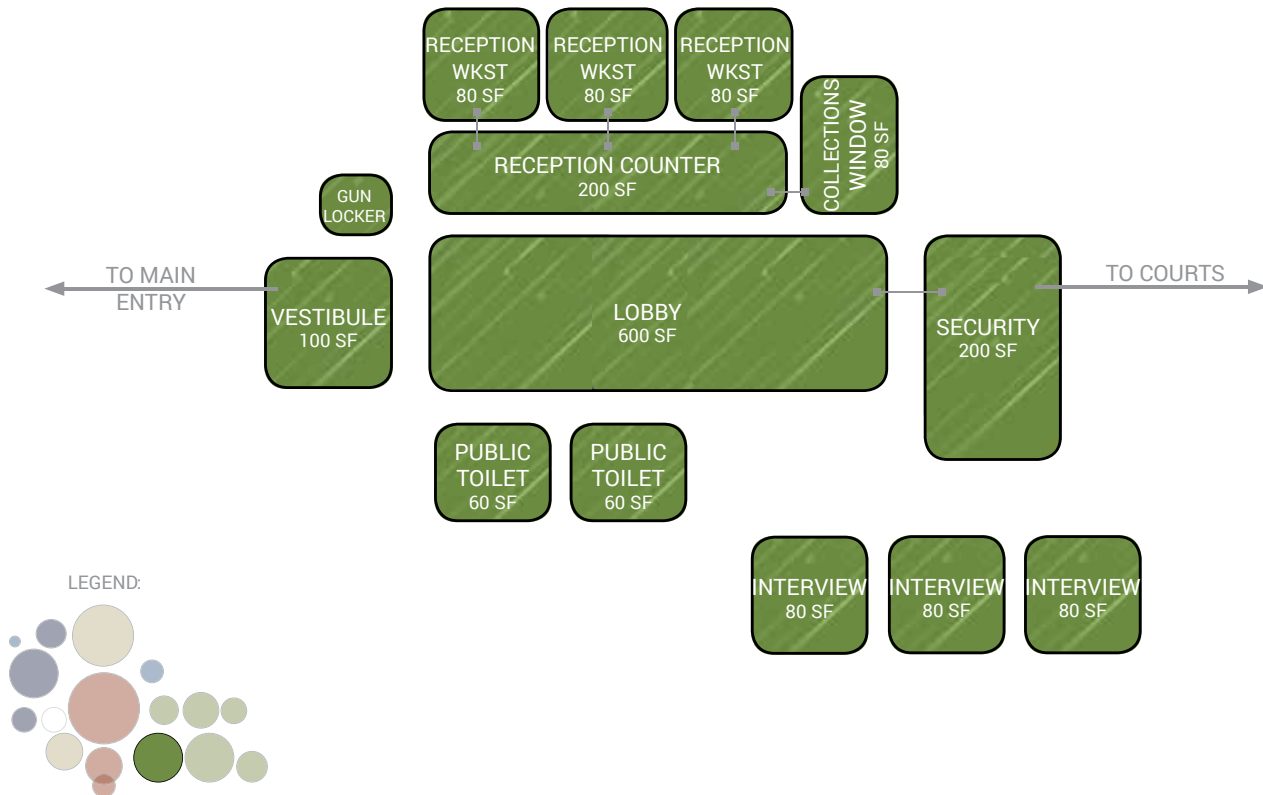 RECEPTION
WKST
80 SF
RECEPTION
WKST
80 SF
RECEPTION
WKST
80 SF
COLLECTIONS
WINDOW
80 SF
RECEPTION COUNTER
200 SF
GUN
LOCKER
TO MAIN
ENTRY
VESTIBULE
100 SF
LOBBY
600 SF
SECURITY
200 SF
TO COURTS
PUBLIC
TOILET
60 SF
PUBLIC
TOILET
60 SF
INTERVIEW
80 SF
INTERVIEW
80 SF
INTERVIEW
80 SF
LEGEND: